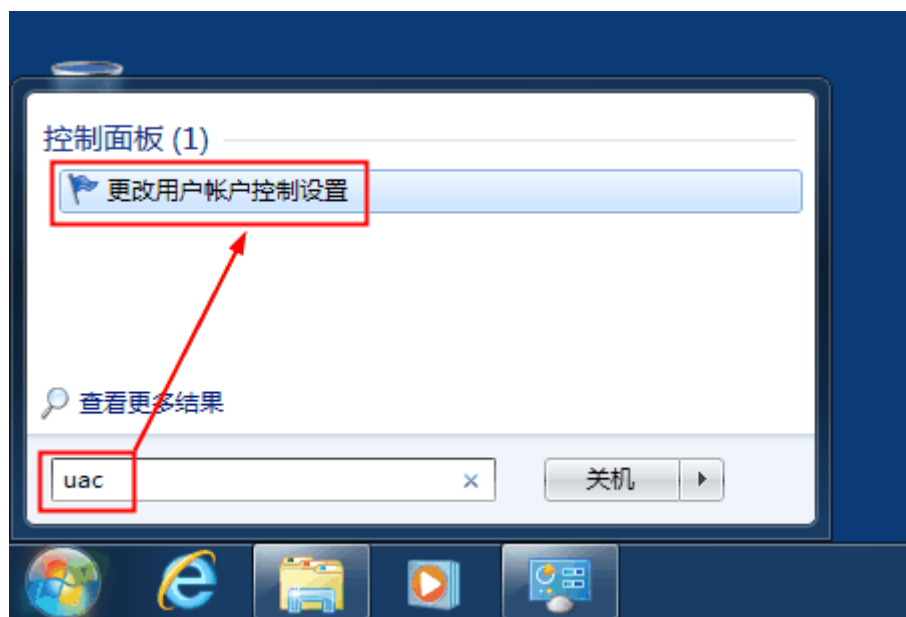 控制面板 (1)
更改用户帐户控制设置
查看更多结果
uac
关机